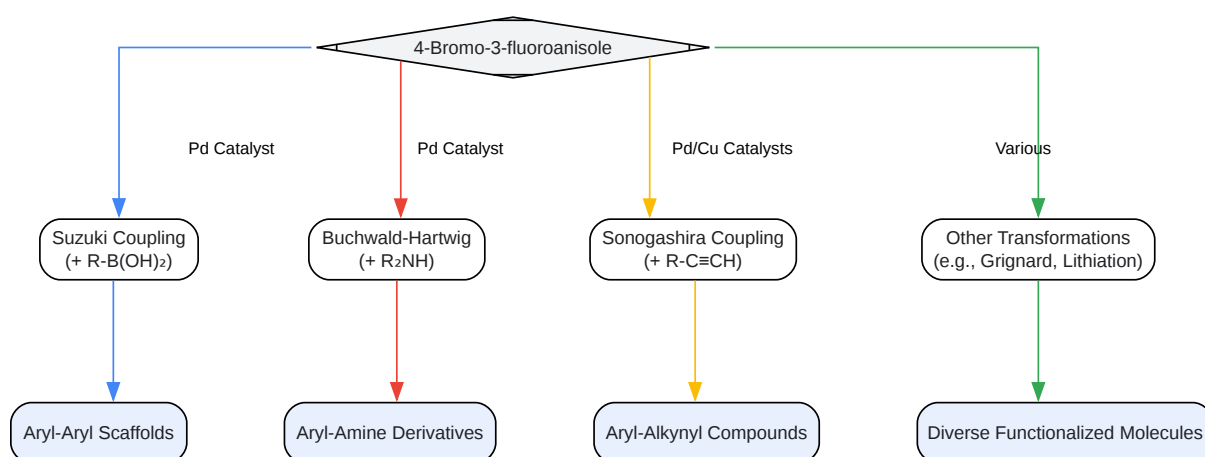 4-Bromo-3-fluoroanisole
Pd Catalyst
Pd Catalyst
Pd/Cu Catalysts
Various
Suzuki Coupling
(+ R-B(OH)₂)
Buchwald-Hartwig
(+ R₂NH)
Sonogashira Coupling
(+ R-C≡CH)
Other Transformations
(e.g., Grignard, Lithiation)
Aryl-Aryl Scaffolds
Aryl-Amine Derivatives
Aryl-Alkynyl Compounds
Diverse Functionalized Molecules